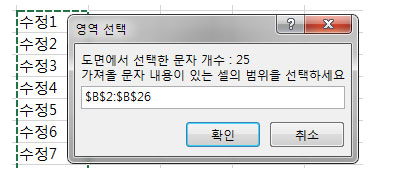 수정1
수정2
수정3
수정4
수정5
수정6
수정7
영역 선택
?
도면에서 선택한 문자 개수 : 25
가져올 문자 내용이 있는 셀의 범위를 선택하세요
$B$2:$B$26
확인
취소